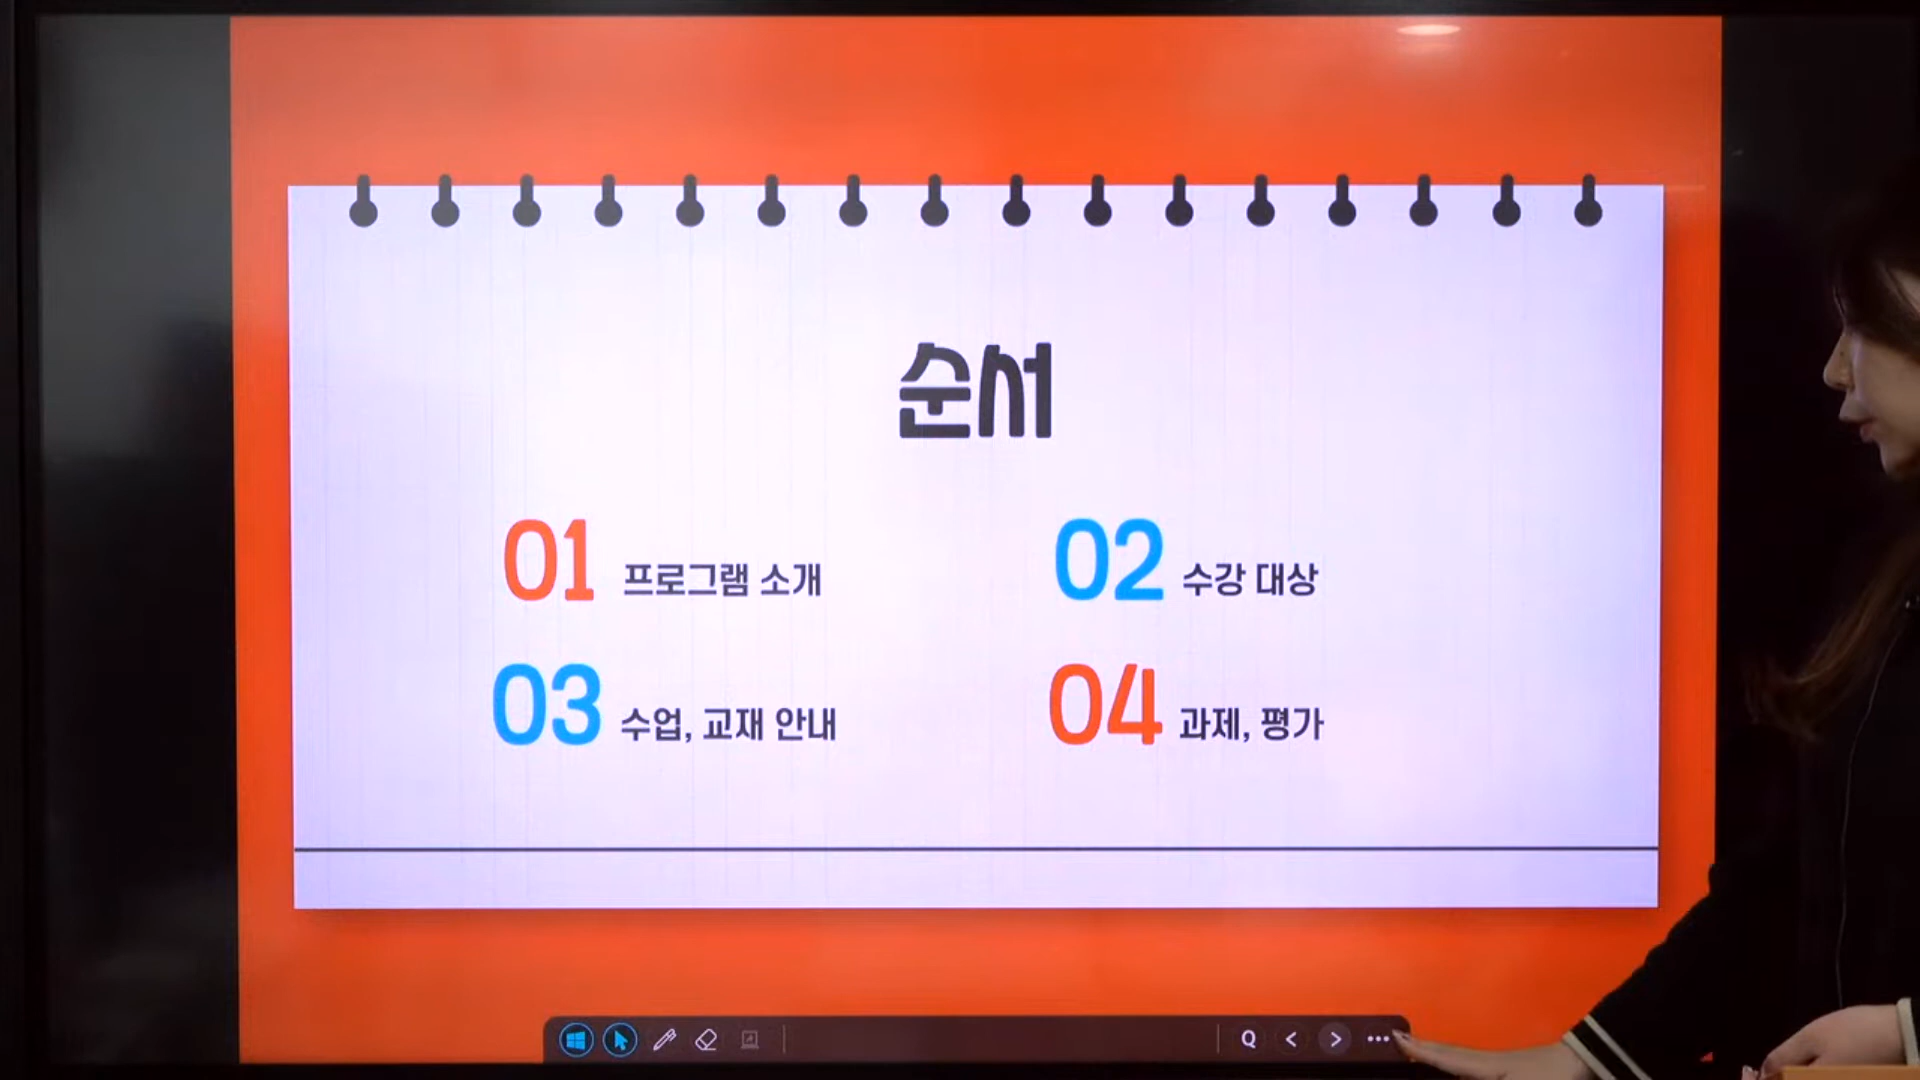 순서
01 프로그램 소개
02 수강 대상
03 수업, 교재 안내
04 과제, 평가
Q < > •••